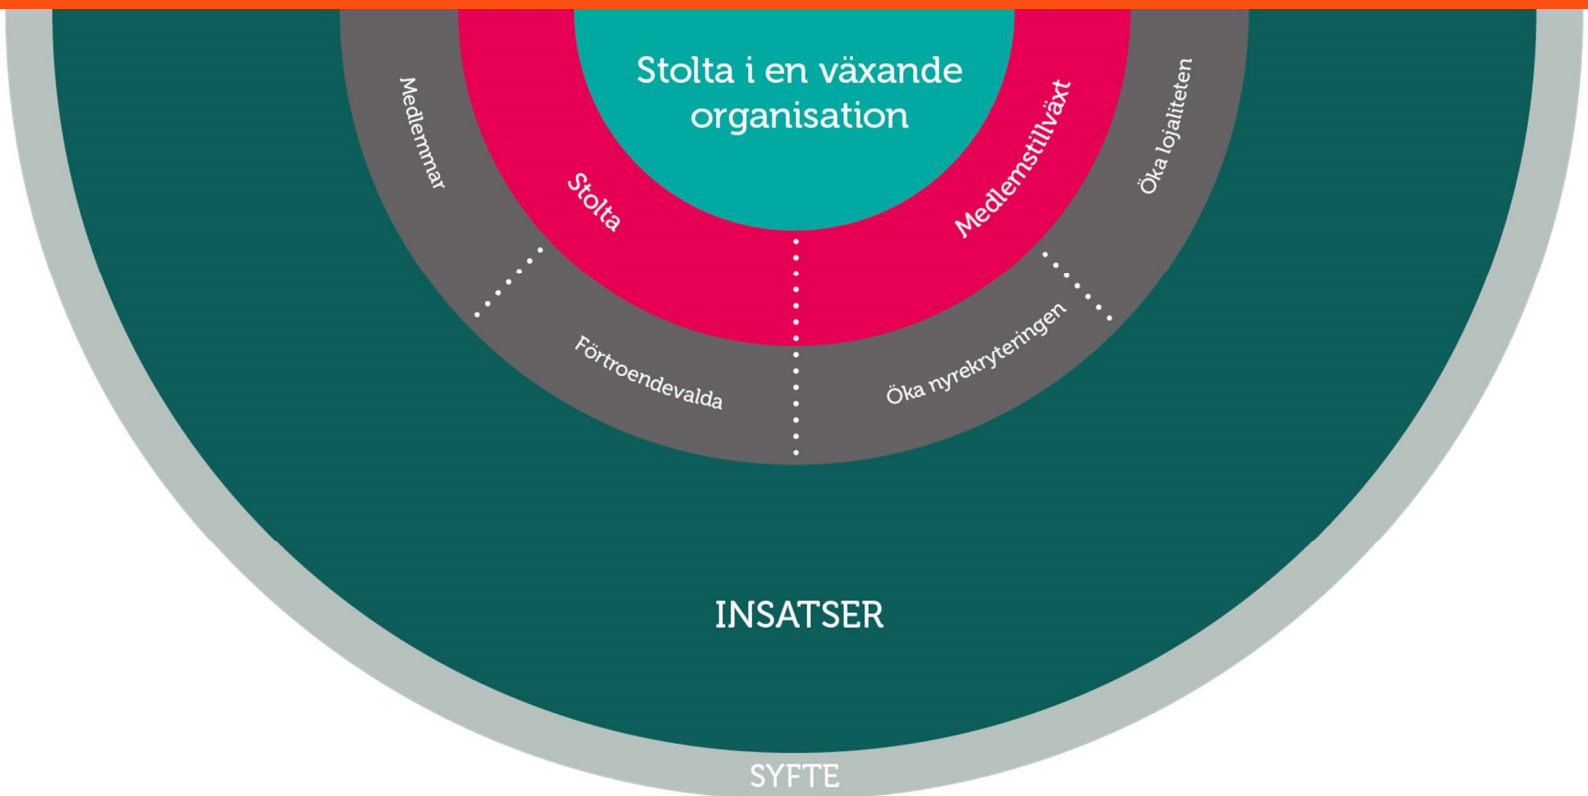 Stolta i en växande
organisation
Stolta
Medlemstillväxt
Medlemmar
Förtroendevalda
Öka nyrekryteringen
Öka lojaliteten
INSATSER
SYFTE